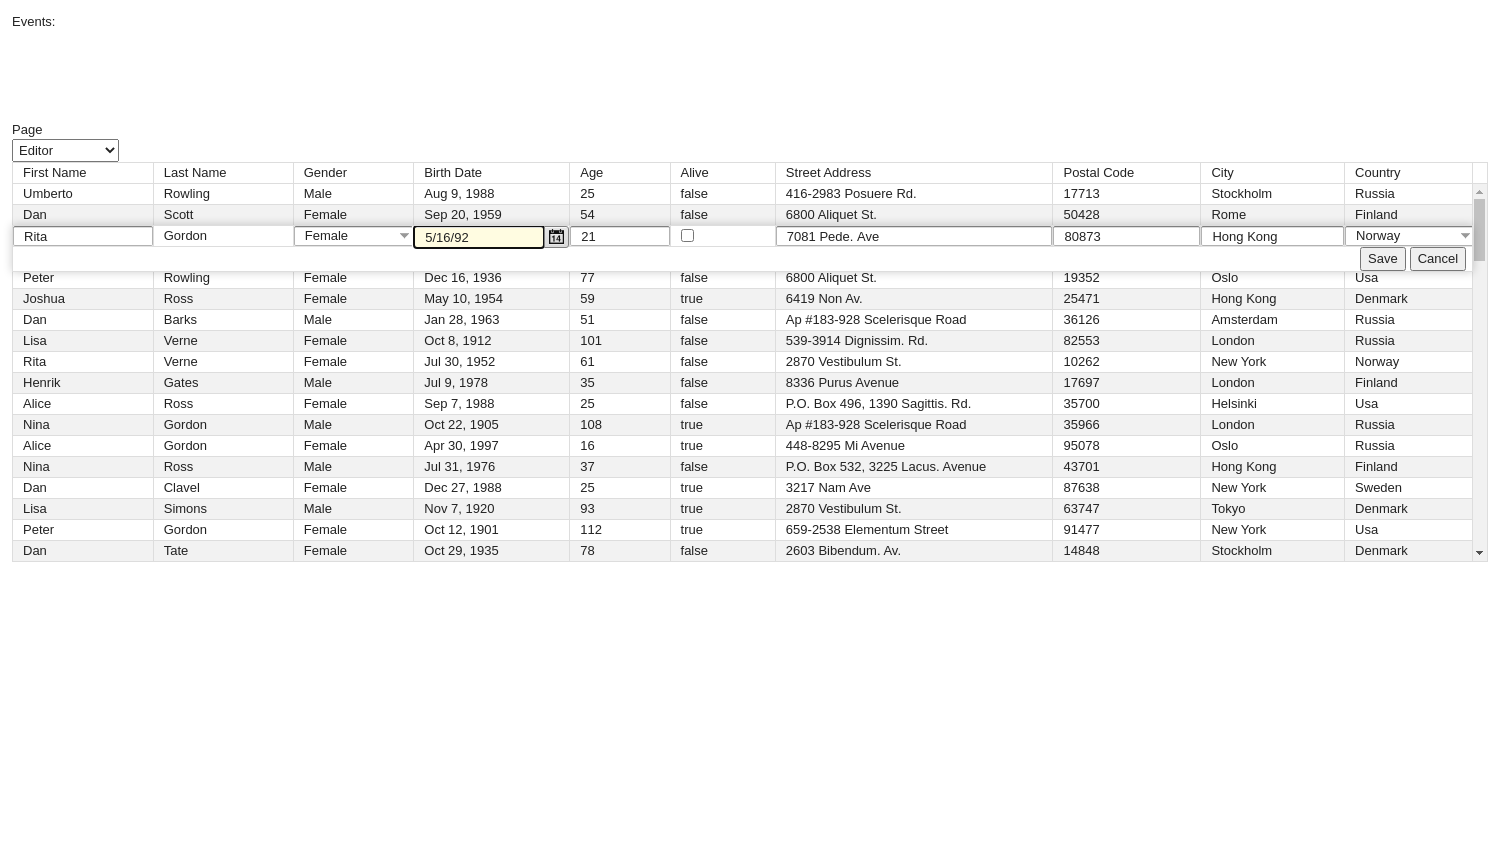 Events:
Page
Editor
First Name Last Name Gender Birth Date Age Alive Street Address Postal Code City Country
Umberto Rowling Male Aug 9, 1988 25 false 416-2983 Posuere Rd. 17713 Stockholm Russia
Dan Scott Female Sep 20, 1959 54 false 6800 Aliquet St. 50428 Rome Finland
Rita Gordon Female 5/16/92 14 21 7081 Pede. Ave 80873 Hong Kong Norway
Save Cancel
Peter Rowling Female Dec 16, 1936 77 false 6800 Aliquet St. 19352 Oslo Usa
Joshua Ross Female May 10, 1954 59 true 6419 Non Av. 25471 Hong Kong Denmark
Dan Barks Male Jan 28, 1963 51 false Ap #183-928 Scelerisque Road 36126 Amsterdam Russia
Lisa Verne Female Oct 8, 1912 101 false 539-3914 Dignissim. Rd. 82553 London Russia
Rita Verne Female Jul 30, 1952 61 false 2870 Vestibulum St. 10262 New York Norway
Henrik Gates Male Jul 9, 1978 35 false 8336 Purus Avenue 17697 London Finland
Alice Ross Female Sep 7, 1988 25 false P.O. Box 496, 1390 Sagittis. Rd. 35700 Helsinki Usa
Nina Gordon Male Oct 22, 1905 108 true Ap #183-928 Scelerisque Road 35966 London Russia
Alice Gordon Female Apr 30, 1997 16 true 448-8295 Mi Avenue 95078 Oslo Russia
Nina Ross Male Jul 31, 1976 37 false P.O. Box 532, 3225 Lacus. Avenue 43701 Hong Kong Finland
Dan Clavel Female Dec 27, 1988 25 true 3217 Nam Ave 87638 New York Sweden
Lisa Simons Male Nov 7, 1920 93 true 2870 Vestibulum St. 63747 Tokyo Denmark
Peter Gordon Female Oct 12, 1901 112 true 659-2538 Elementum Street 91477 New York Usa
Dan Tate Female Oct 29, 1935 78 false 2603 Bibendum. Av. 14848 Stockholm Denmark